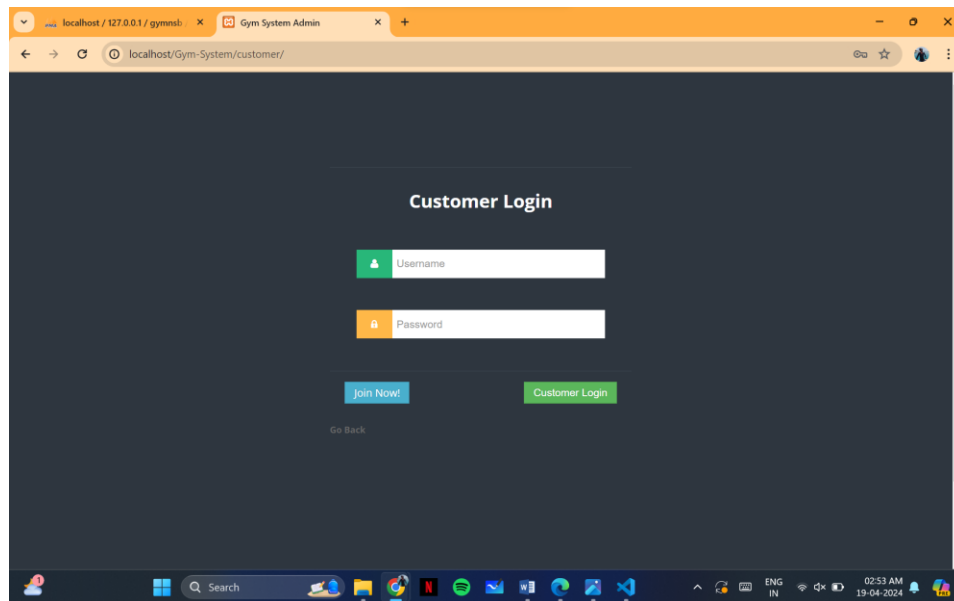 localhost / 127.0.0.1 / gymnsb /
Gym System Admin
localhost/Gym-System/customer/
Customer Login
Username
Password
Join Now!
Customer Login
Go Back
1
Search
N
ENG
IN
02:53 AM
19-04-2024